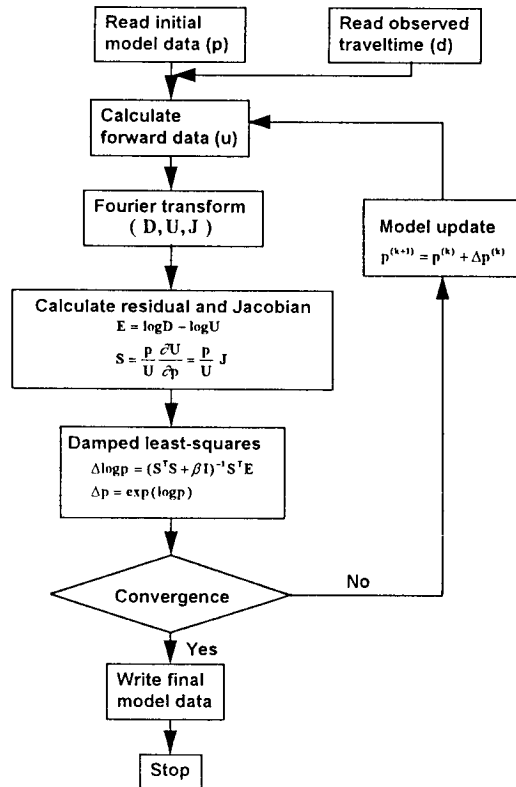 Read initial
model data (p)
Read observed
traveltime (d)
Calculate
forward data (u)
Fourier transform
( D, U, J )
Model update
p^(k+1) = p^(k) + Δp^(k)
Calculate residual and Jacobian
E = logD − logU
S = p/U ∂U/∂p = p/U J
Damped least-squares
Δlogp = (S^T S + βI)^−1 S^T E
Δp = exp(logp)
Convergence
No
Yes
Write final
model data
Stop